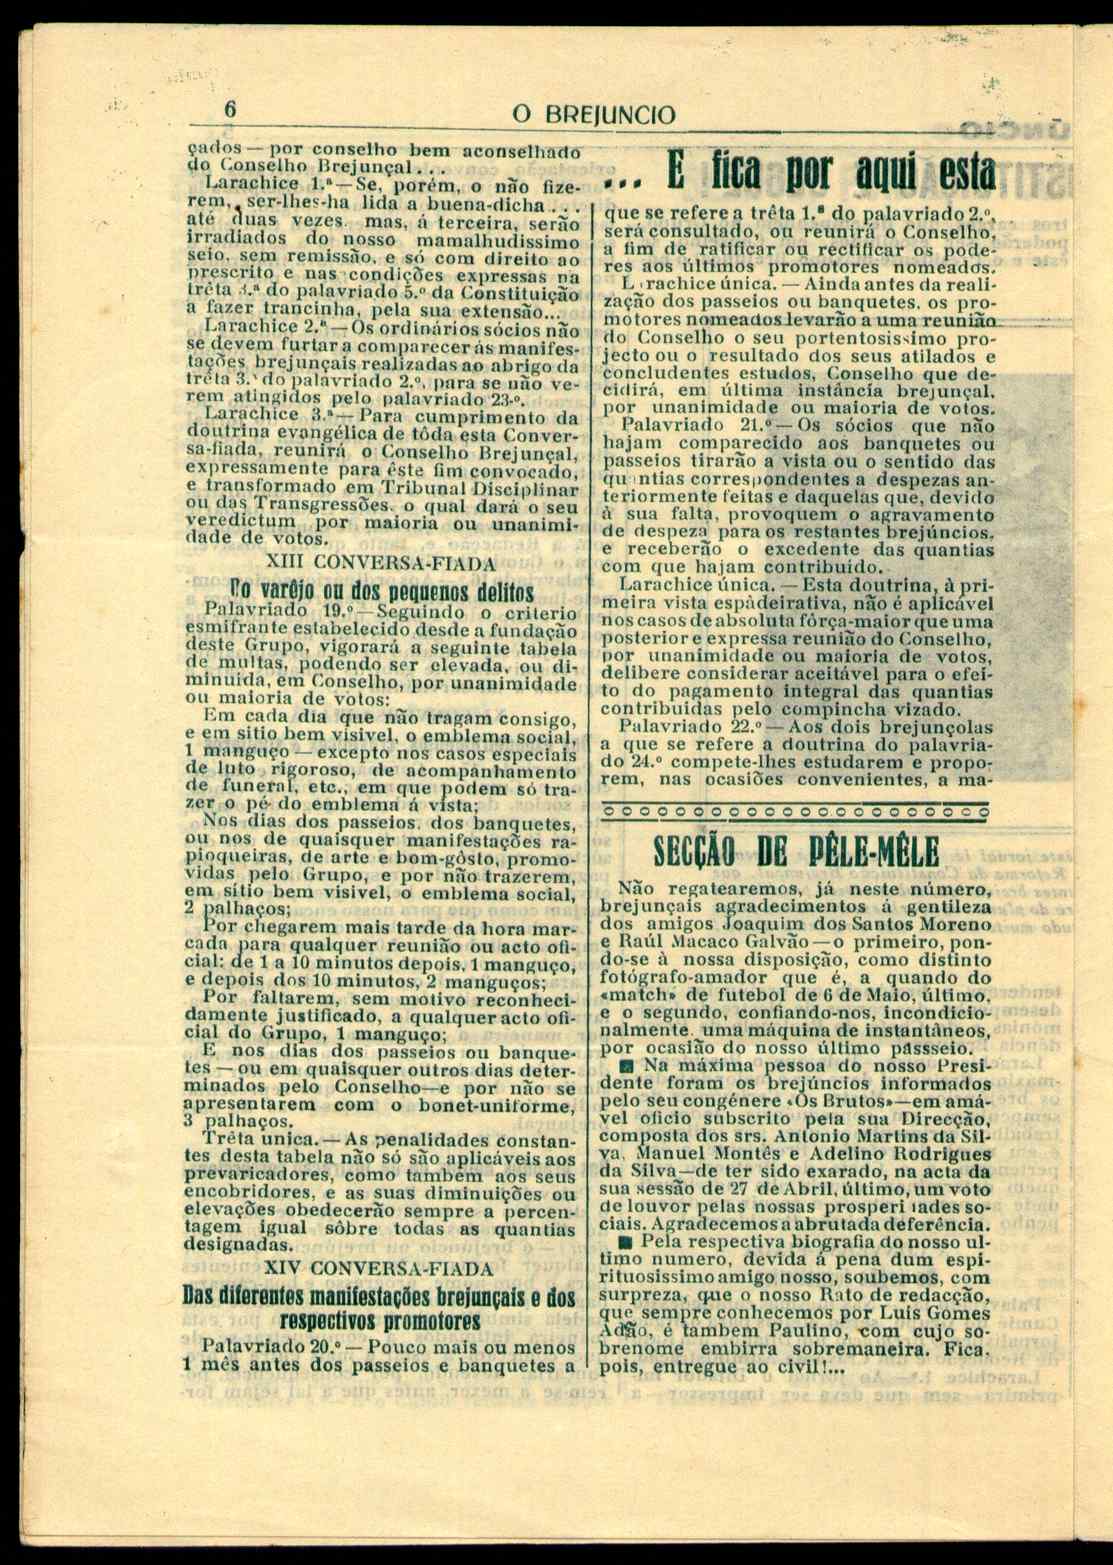 6
O BREJUNCIO
çados — por conselho bem aconselhado
do Conselho Brejunçal...
Larachice 1.ª — Se, porém, o não fize-
rem, ser-lhes-ha lida a buena-dicha...
até duas vezes. mas, á terceira, serão
irradiados do nosso mamalhudissimo
seio, sem remissão, e só com direito ao
prescrito e nas condições expressas na
trêta 3.ª do palavriado 5.º da Constituição
a fazer trancinha, pela sua extensão...
Larachice 2.ª — Os ordinários sócios não
se devem furtar a comparecer ás manifes-
tações brejunçais realizadas ao abrigo da
trêta 3.ª do palavriado 2.º, para se não ve-
rem atingidos pelo palavriado 23.º.
Larachice 3.ª — Para cumprimento da
doutrina evangélica de tôda esta Conver-
sa-fiada, reunirá o Conselho Brejunçal,
expressamente para êste fim convocado,
e transformado em Tribunal Disciplinar
ou das Transgressões, o qual dará o seu
veredictum por maioria ou unanimi-
dade de votos.
XIII CONVERSA-FIADA
Do varêjo ou dos pequenos delitos
Palavriado 19.º — Seguindo o criterio
esmifrante estabelecido desde a fundação
deste Grupo, vigorará a seguinte tabela
de multas, podendo ser elevada, ou di-
minuida, em Conselho, por unanimidade
ou maioria de votos:
Em cada dia que não tragam consigo,
e em sitio bem visivel, o emblema social,
1 manguço — excepto nos casos especiais
de luto rigoroso, de acompanhamento
de funeral, etc., em que podem só tra-
zer o pé do emblema á vista;
Nos dias dos passeios, dos banquetes,
ou nos de quaisquer manifestações ra-
pioqueiras, de arte e bom-gôsto, promo-
vidas pelo Grupo, e por não trazerem,
em sítio bem visivel, o emblema social,
2 palhaços;
Por chegarem mais tarde da hora mar-
cada para qualquer reunião ou acto ofi-
cial: de 1 a 10 minutos depois, 1 manguço,
e depois dos 10 minutos, 2 manguços;
Por faltarem, sem motivo reconheci-
damente justificado, a qualquer acto ofi-
cial do Grupo, 1 manguço;
E nos dias dos passeios ou banque-
tes — ou em quaisquer outros dias deter-
minados pelo Conselho—e por não se
apresentarem com o bonet-uniforme,
3 palhaços.
Trêta única. — As penalidades constan-
tes desta tabela não só são aplicáveis aos
prevaricadores, como também aos seus
encobridores, e as suas diminuições ou
elevações obedecerão sempre a percen-
tagem igual sôbre todas as quantias
designadas.
XIV CONVERSA-FIADA
Das diferentes manifestações brejunçais e dos
respectivos promotores
Palavriado 20.º — Pouco mais ou menos
1 mês antes dos passeios e banquetes a
... E fica por aqui esta
que se refere a trêta 1.ª do palavriado 2.º,
será consultado, ou reunirá o Conselho,
a fim de ratificar ou rectificar os pode-
res aos últimos promotores nomeados.
Larachice única. — Ainda antes da reali-
zação dos passeios ou banquetes, os pro-
motores nomeados levarão a uma reunião
do Conselho o seu portentosissimo pro-
jecto ou o resultado dos seus atilados e
concludentes estudos, Conselho que de-
cidirá, em última instância brejunçal,
por unanimidade ou maioria de votos.
Palavriado 21.º — Os sócios que não
hajam comparecido aos banquetes ou
passeios tirarão a vista ou o sentido das
quantias correspondentes a despezas an-
teriormente feitas e daquelas que, devido
à sua falta, provoquem o agravamento
de despeza para os restantes brejúncios,
e receberão o excedente das quantias
com que hajam contribuído.
Larachice única. — Esta doutrina, à pri-
meira vista espàdeirativa, não é aplicável
nos casos de absoluta fôrça-maior que uma
posterior e expressa reunião do Conselho,
por unanimidade ou maioria de votos,
delibere considerar aceitável para o efei-
to do pagamento integral das quantias
contribuídas pelo compincha vizado.
Palavriado 22.º — Aos dois brejunçolas
a que se refere a doutrina do palavria-
do 24.º compete-lhes estudarem e propo-
rem, nas ocasiões convenientes, a ma-
SECÇÃO DE PÊLE-MÊLE
Não regatearemos, já neste número,
brejunçais agradecimentos á gentileza
dos amigos Joaquim dos Santos Moreno
e Raúl Macaco Galvão — o primeiro, pon-
do-se à nossa disposição, como distinto
fotógrafo-amador que é, a quando do
«match» de futebol de 6 de Maio, último,
e o segundo, confiando-nos, incondicio-
nalmente. uma máquina de instantâneos,
por ocasião do nosso último passseio.
■ Na máxima pessoa do nosso Presi-
dente foram os brejúncios informados
pelo seu congénere «Os Brutos»—em amá-
vel oficio subscrito pela sua Direcção,
composta dos srs. Antonio Martins da Sil-
va, Manuel Montês e Adelino Rodrigues
da Silva—de ter sido exarado, na acta da
sua sessão de 27 de Abril, último, um voto
de louvor pelas nossas prosperidades so-
ciais. Agradecemos a abrutada deferência.
■ Pela respectiva biografia do nosso ul-
timo numero, devida á pena dum espi-
rituosissimo amigo nosso, soubemos, com
surpreza, que o nosso Rato de redacção,
que sempre conhecemos por Luis Gomes
Adão, é tambem Paulino, com cujo so-
brenome embirra sobremaneira. Fica,
pois, entregue ao civil!...